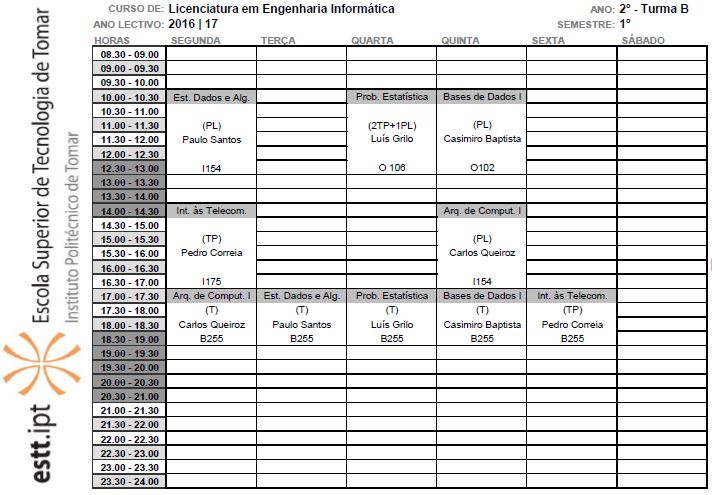 CURSO DE: Licenciatura em Engenharia Informática ANO: 2º - Turma B
ANO LECTIVO: 2016 | 17 SEMESTRE: 1º
HORAS SEGUNDA TERÇA QUARTA QUINTA SEXTA SÁBADO
08.30 - 09.00
09.00 - 09.30
09.30 - 10.00
10.00 - 10.30 Est. Dados e Alg. Prob. Estatística Bases de Dados I
10.30 - 11.00
11.00 - 11.30 (PL) (2TP+1PL) (PL)
11.30 - 12.00 Paulo Santos Luís Grilo Casimiro Baptista
12.00 - 12.30
12.30 - 13.00 I154 O 106 O102
13.00 - 13.30
13.30 - 14.00
14.00 - 14.30 Int. às Telecom. Arq. de Comput. I
14.30 - 15.00
15.00 - 15.30 (TP) (PL)
15.30 - 16.00 Pedro Correia Carlos Queiroz
16.00 - 16.30
16.30 - 17.00 I175 I154
17.00 - 17.30 Arq. de Comput. I Est. Dados e Alg. Prob. Estatística Bases de Dados I Int. às Telecom.
17.30 - 18.00 (T) (T) (T) (T) (TP)
18.00 - 18.30 Carlos Queiroz Paulo Santos Luís Grilo Casimiro Baptista Pedro Correia
18.30 - 19.00 B255 B255 B255 B255 B255
19.00 - 19.30
19.30 - 20.00
20.00 - 20.30
20.30 - 21.00
21.00 - 21.30
21.30 - 22.00
22.00 - 22.30
22.30 - 23.00
23.00 - 23.30
23.30 - 24.00
Escola Superior de Tecnologia de Tomar
Instituto Politécnico de Tomar
estt.ipt